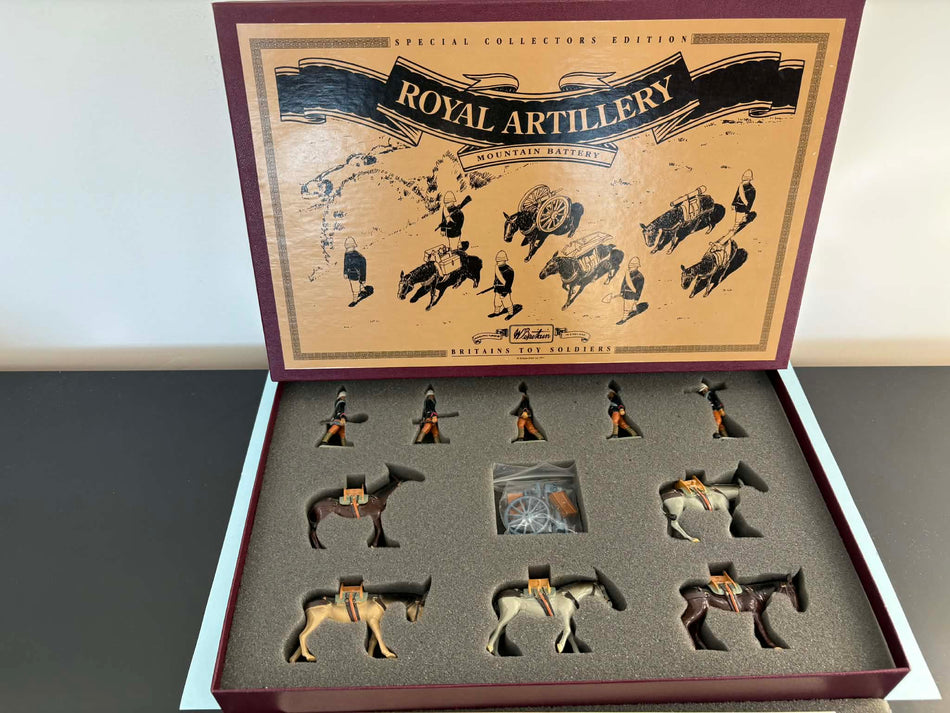 SPECIAL COLLECTORS EDITION
ROYAL ARTILLERY
MOUNTAIN BATTERY
W. Britain
BRITAINS TOY SOLDIERS